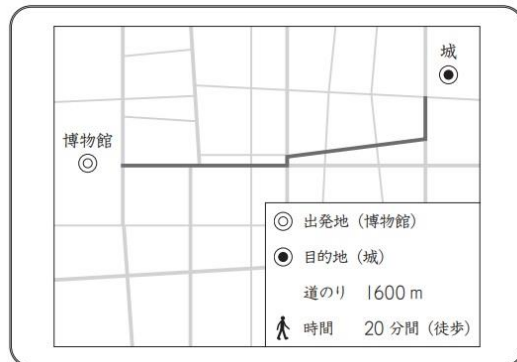 城
博物館
出発地（博物館）
目的地（城）
道のり 1600 m
時間 20 分間（徒歩）